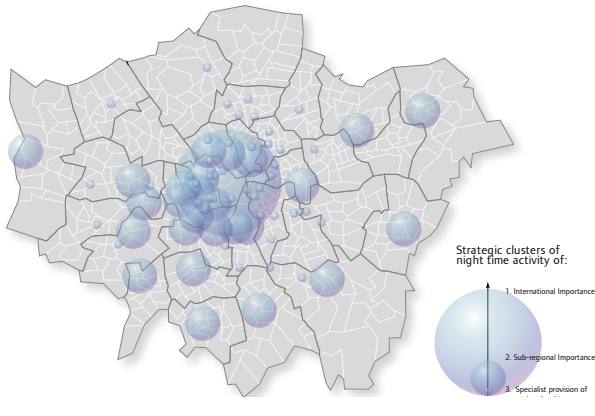 Strategic clusters of
night time activity of:
1. International Importance
2. Sub-regional Importance
3. Specialist provision of